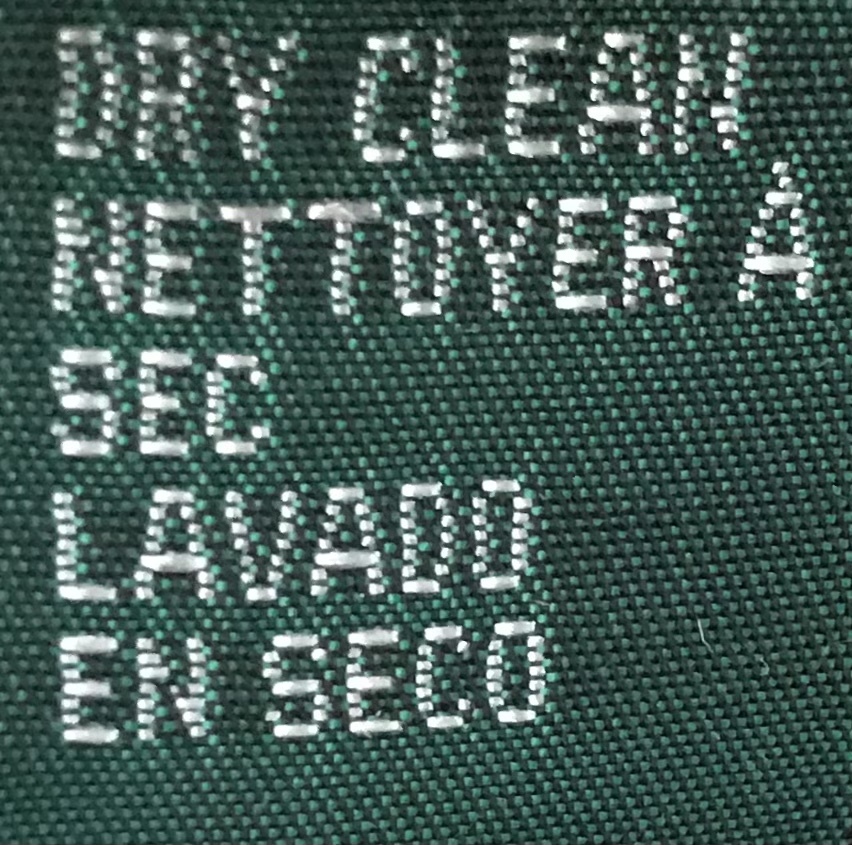 DRY CLEAN
NETTOYER À
SEC
LAVADO
EN SECO